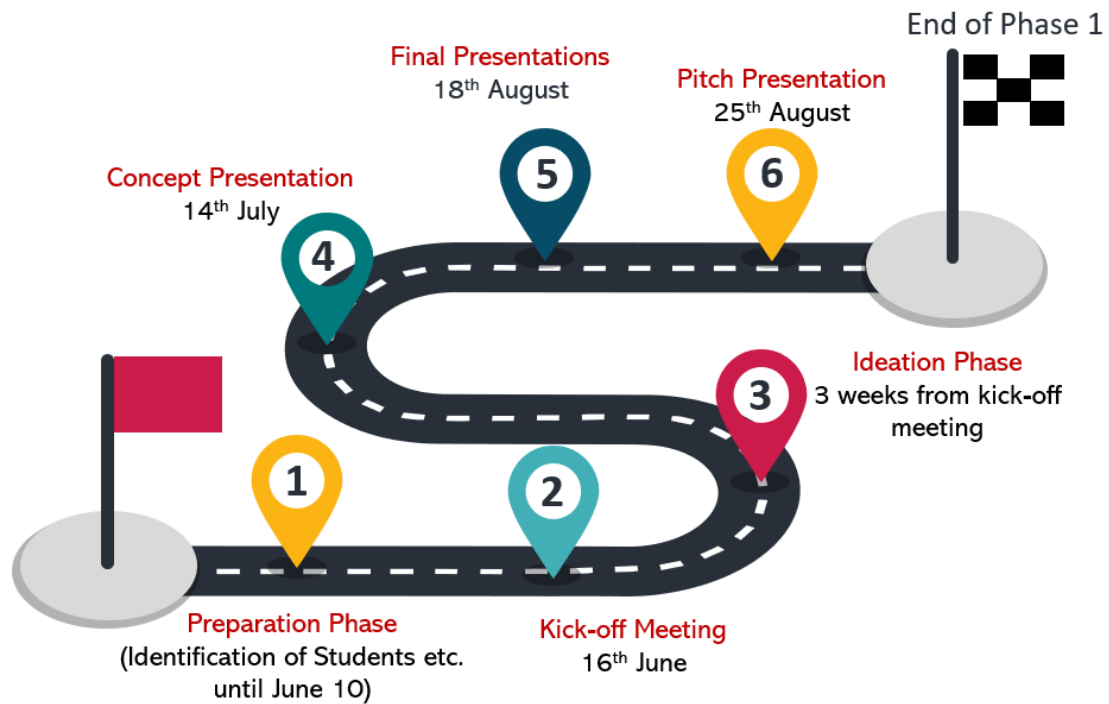 End of Phase 1
Final Presentations
18th August
Pitch Presentation
25th August
5
6
Concept Presentation
14th July
4
Ideation Phase
3 weeks from kick-off
meeting
3
1
2
Preparation Phase
(Identification of Students etc.
until June 10)
Kick-off Meeting
16th June